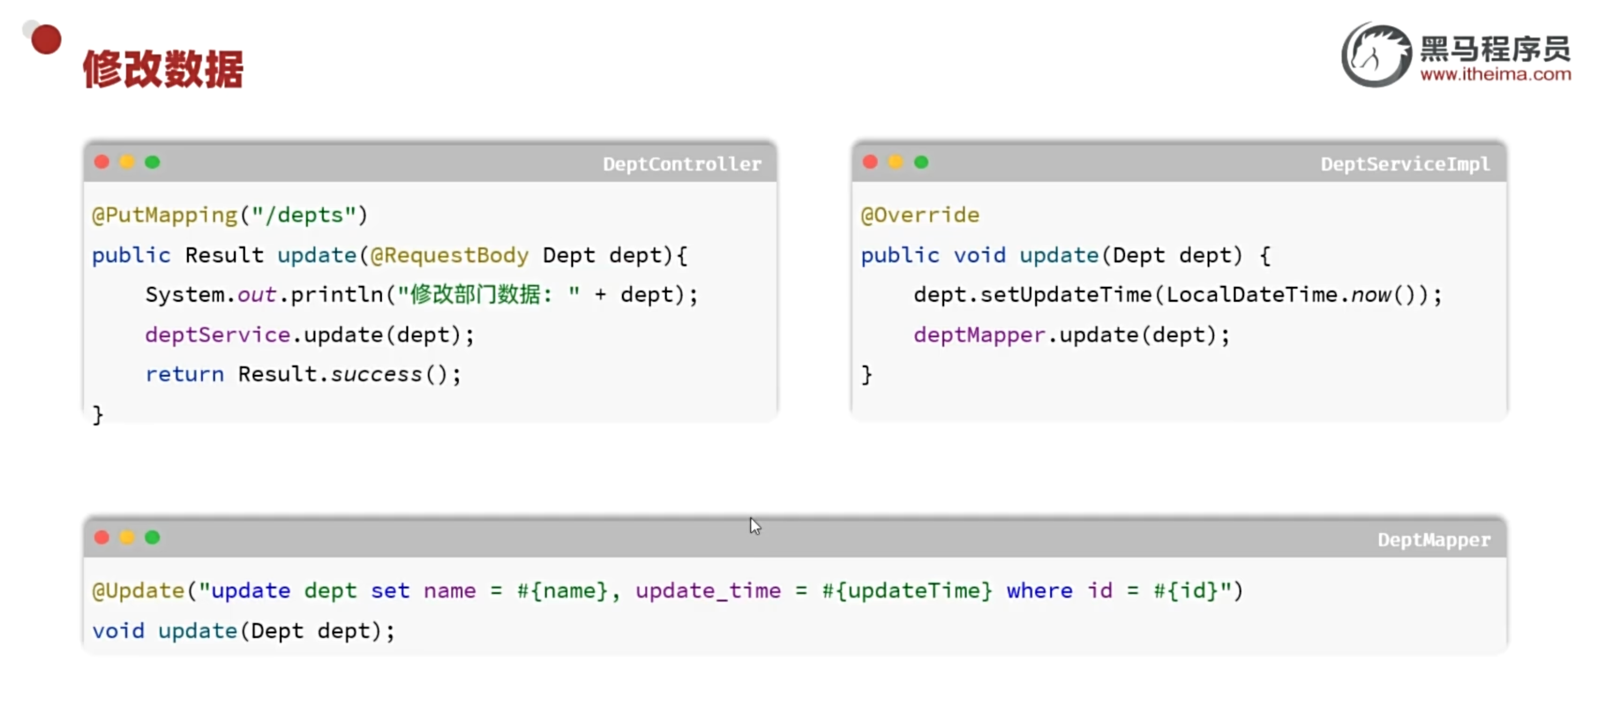 修改数据
黑马程序员
www.itheima.com
DeptController
@PutMapping("/depts")
public Result update(@RequestBody Dept dept){
    System.out.println("修改部门数据: " + dept);
    deptService.update(dept);
    return Result.success();
}
DeptServiceImpl
@Override
public void update(Dept dept) {
    dept.setUpdateTime(LocalDateTime.now());
    deptMapper.update(dept);
}
DeptMapper
@Update("update dept set name = #{name}, update_time = #{updateTime} where id = #{id}")
void update(Dept dept);